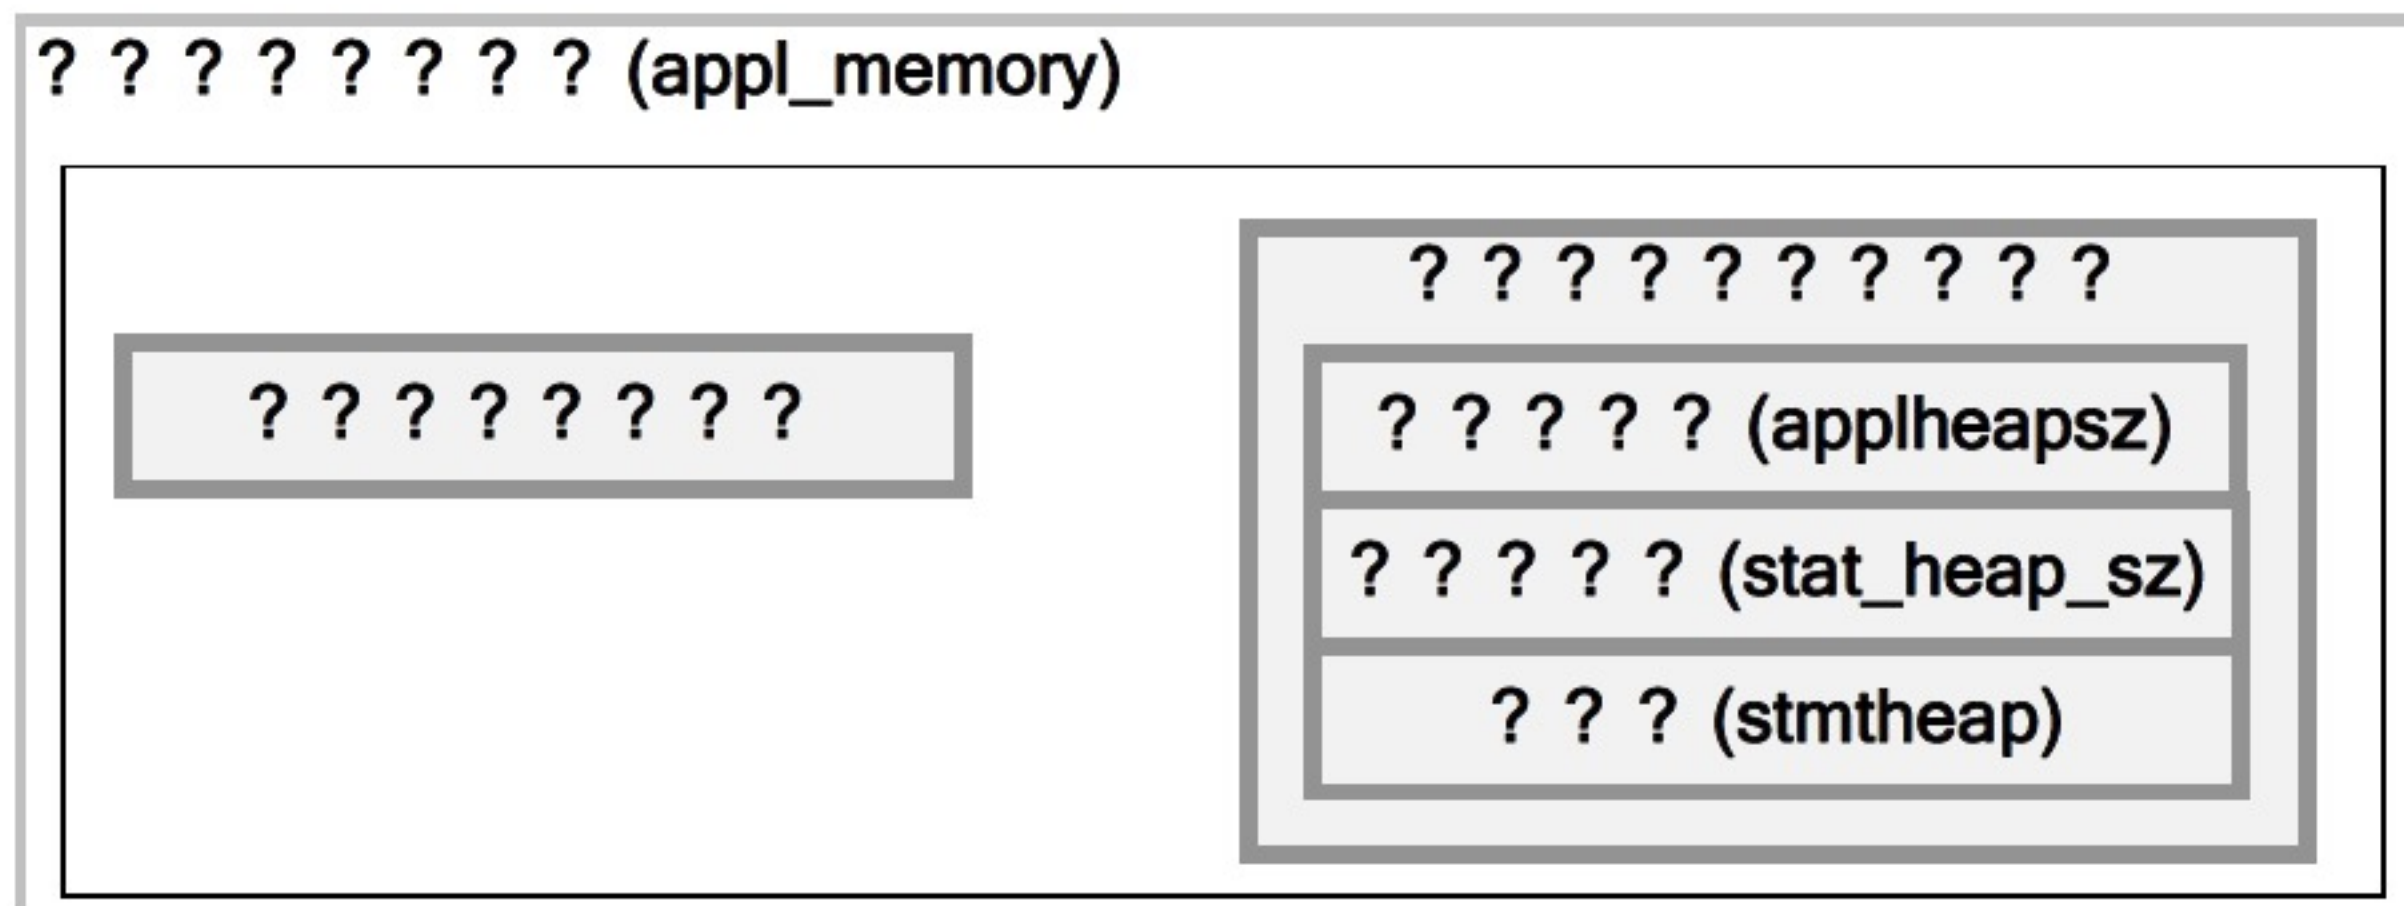 ? ? ? ? ? ? ? ? (appl_memory)
? ? ? ? ? ? ? ? ? ?
? ? ? ? ? ? ? ?
? ? ? ? ? (applheapsz)
? ? ? ? ? (stat_heap_sz)
? ? ? (stmtheap)